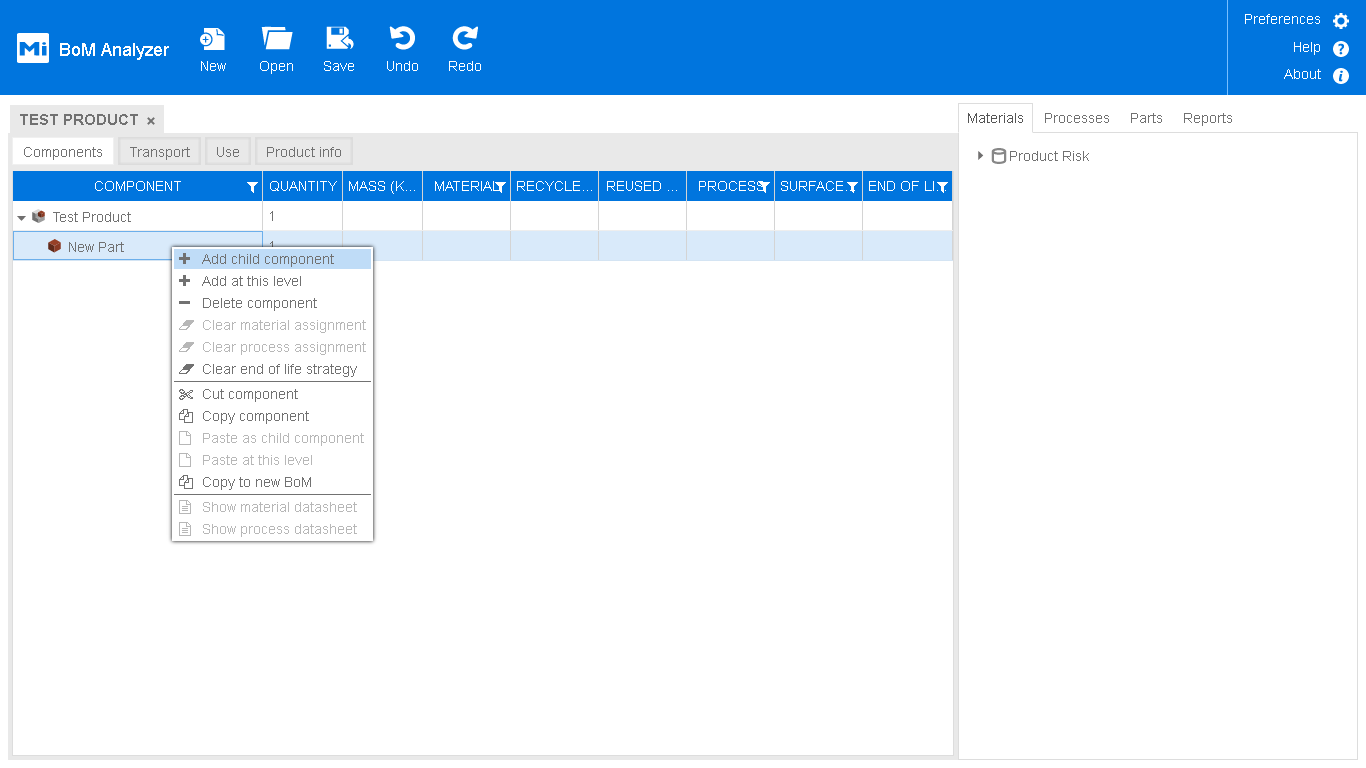 Mi BoM Analyzer
New Open Save Undo Redo
Preferences
Help
About
TEST PRODUCT ×
Components Transport Use Product info
COMPONENT QUANTITY MASS (K... MATERIAL RECYCLE... REUSED ... PROCESS SURFACE END OF LI
Test Product 1
New Part 1
Add child component
Add at this level
Delete component
Clear material assignment
Clear process assignment
Clear end of life strategy
Cut component
Copy component
Paste as child component
Paste at this level
Copy to new BoM
Show material datasheet
Show process datasheet
Materials Processes Parts Reports
Product Risk